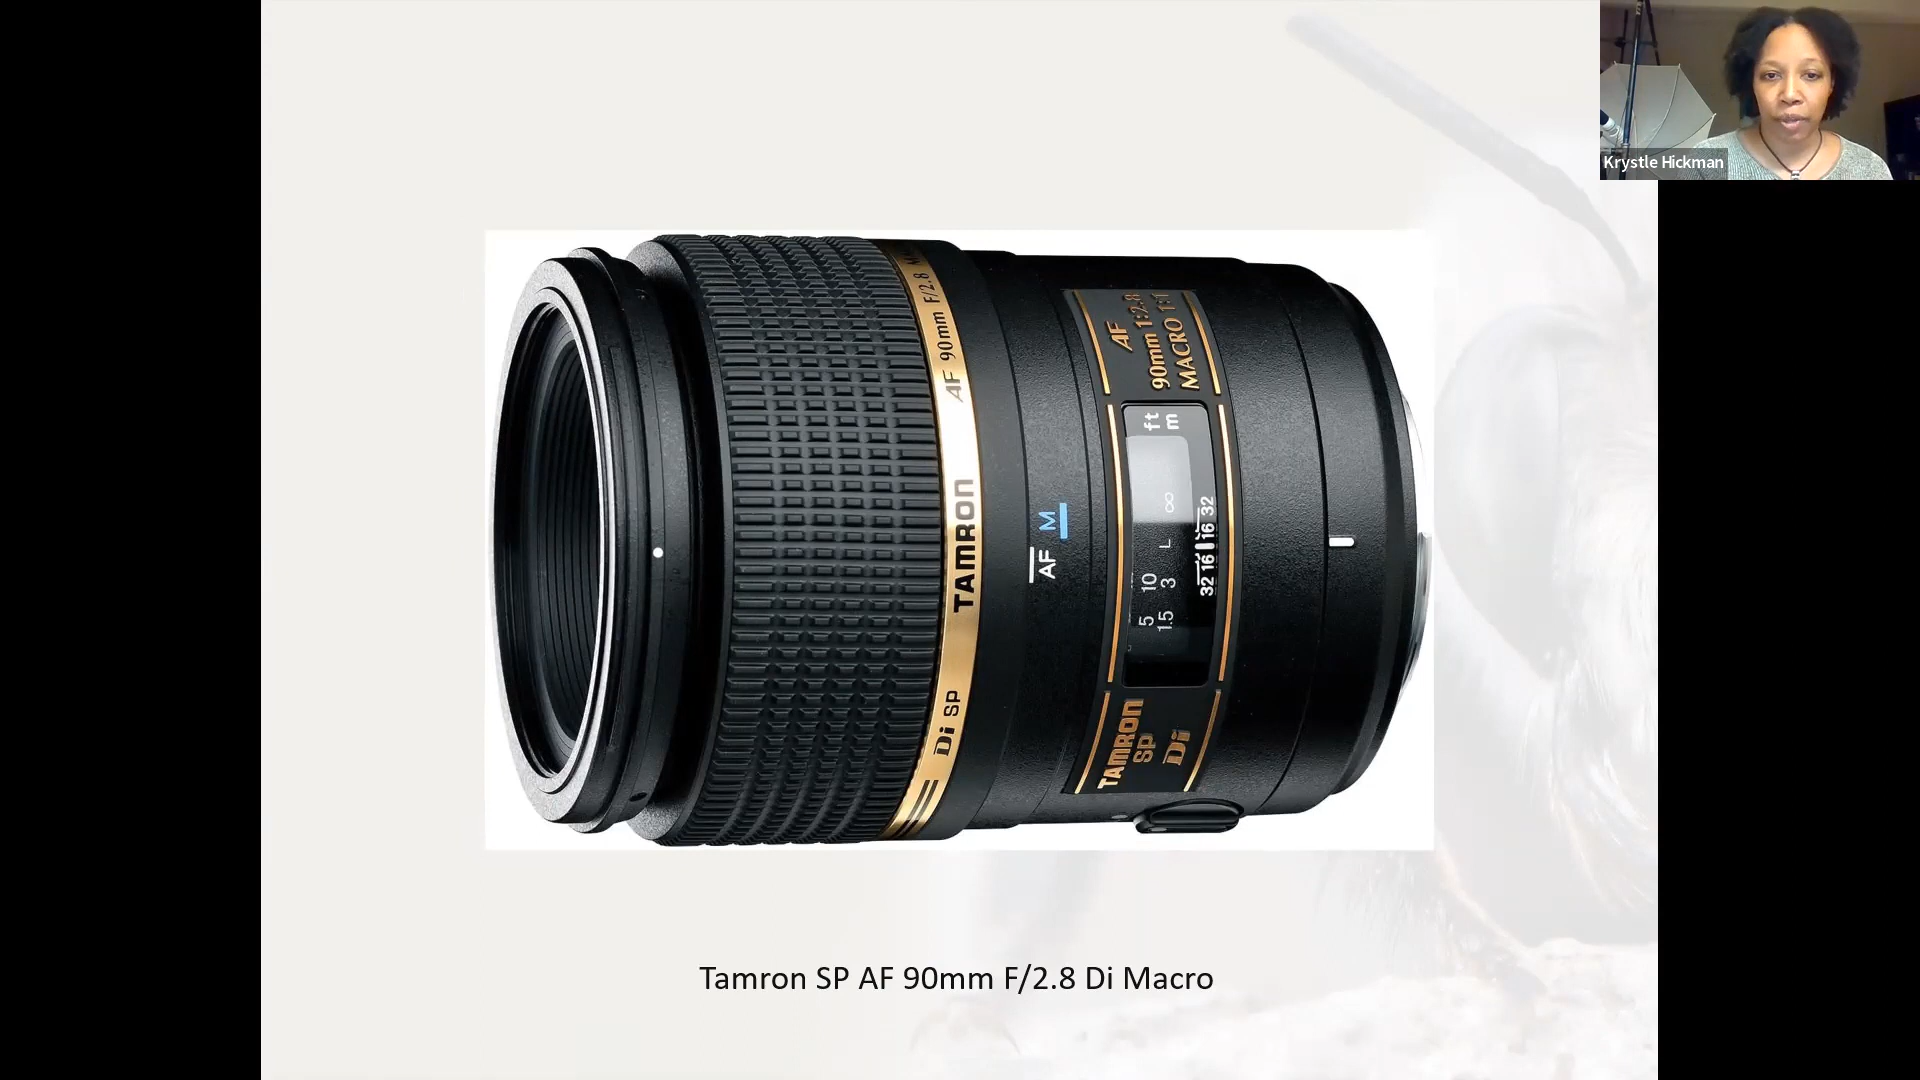 Krystle Hickman
AF 90mm F/2.8
TAMRON
Di SP
AF
90mm 1:2.8
MACRO 1:1
ft
m
∞
L
10
3
5
1.5
32 16 16 32
M
AF
TAMRON
SP
Di
Tamron SP AF 90mm F/2.8 Di Macro